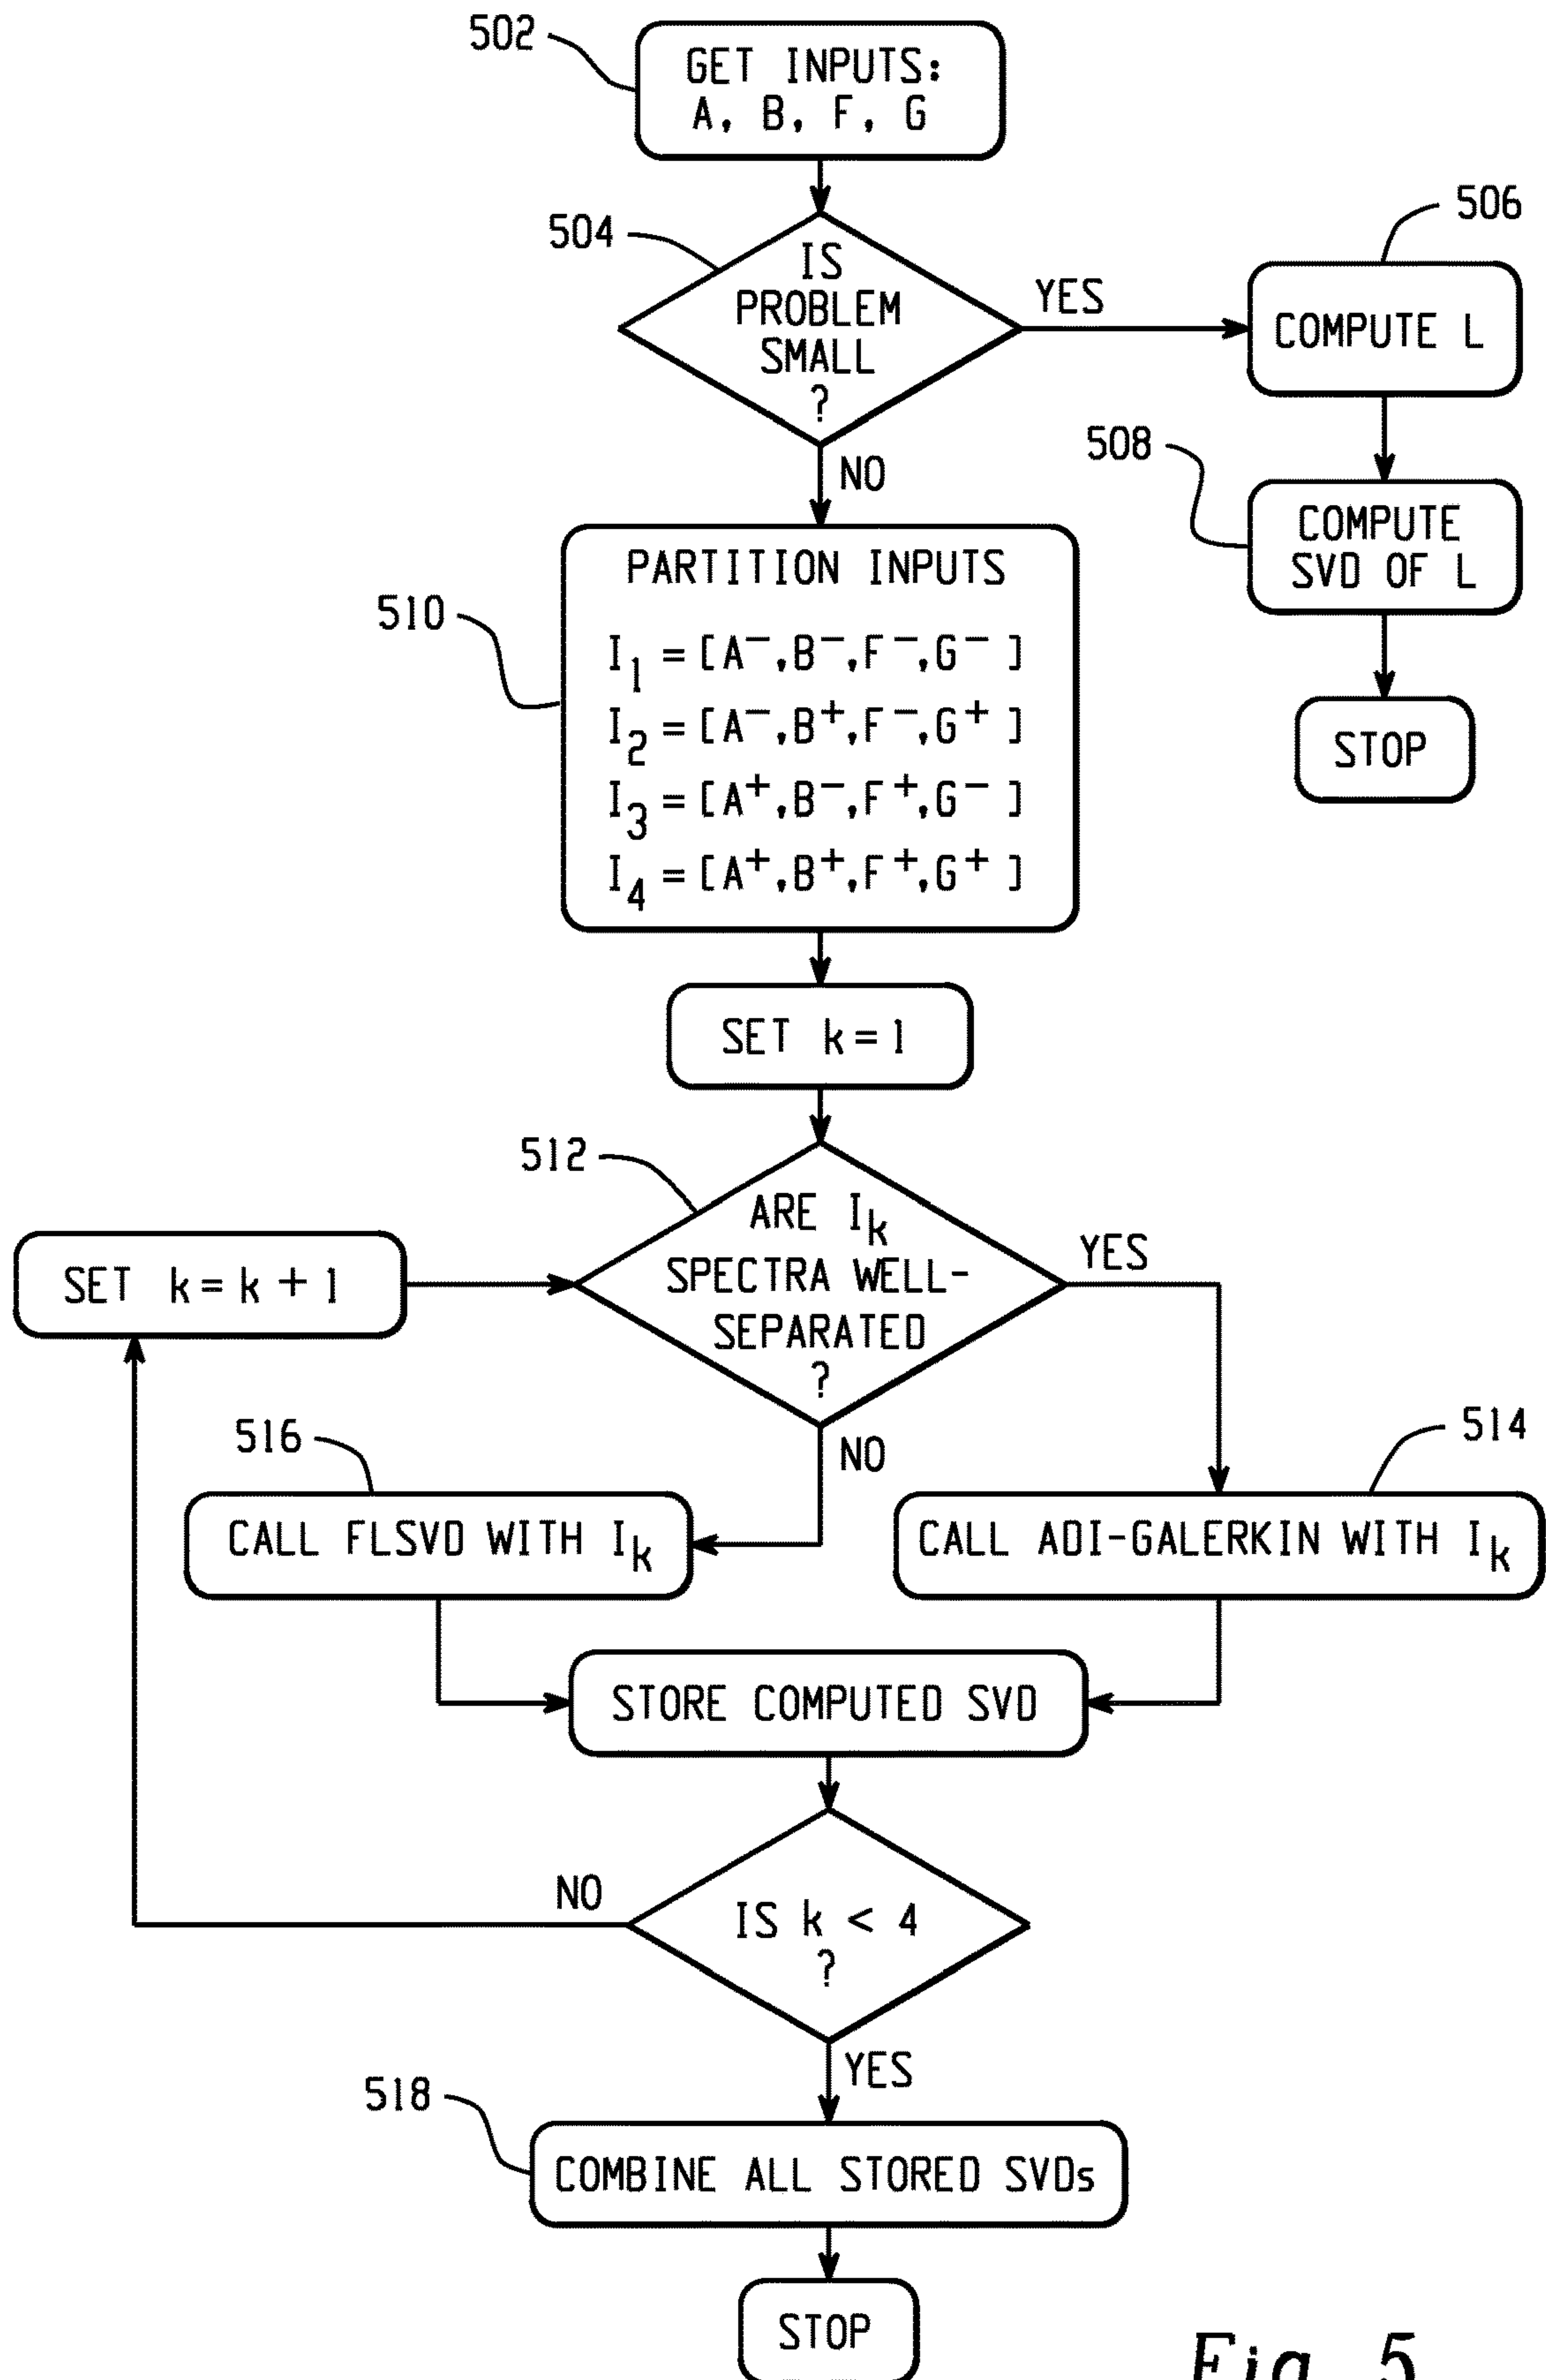 502
GET INPUTS:
A, B, F, G
504
IS
PROBLEM
SMALL
?
YES
506
COMPUTE L
NO
508
COMPUTE
SVD OF L
STOP
510
PARTITION INPUTS
I₁ = [A⁻,B⁻,F⁻,G⁻]
I₂ = [A⁻,B⁺,F⁻,G⁺]
I₃ = [A⁺,B⁻,F⁺,G⁻]
I₄ = [A⁺,B⁺,F⁺,G⁺]
SET k = 1
512
ARE Iₖ
SPECTRA WELL-
SEPARATED
?
YES
NO
SET k = k + 1
516
CALL FLSVD WITH Iₖ
514
CALL ADI-GALERKIN WITH Iₖ
STORE COMPUTED SVD
IS k < 4
?
NO
YES
518
COMBINE ALL STORED SVDs
STOP
Fig. 5